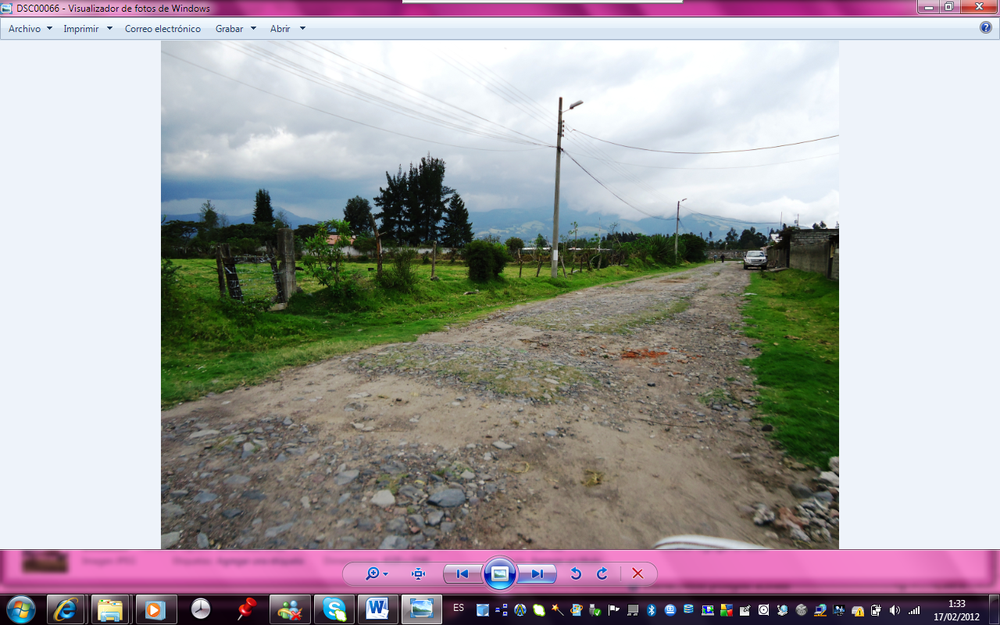 DSC00066 - Visualizador de fotos de Windows
Archivo Imprimir Correo electrónico Grabar Abrir
ES
1:33
17/02/2012